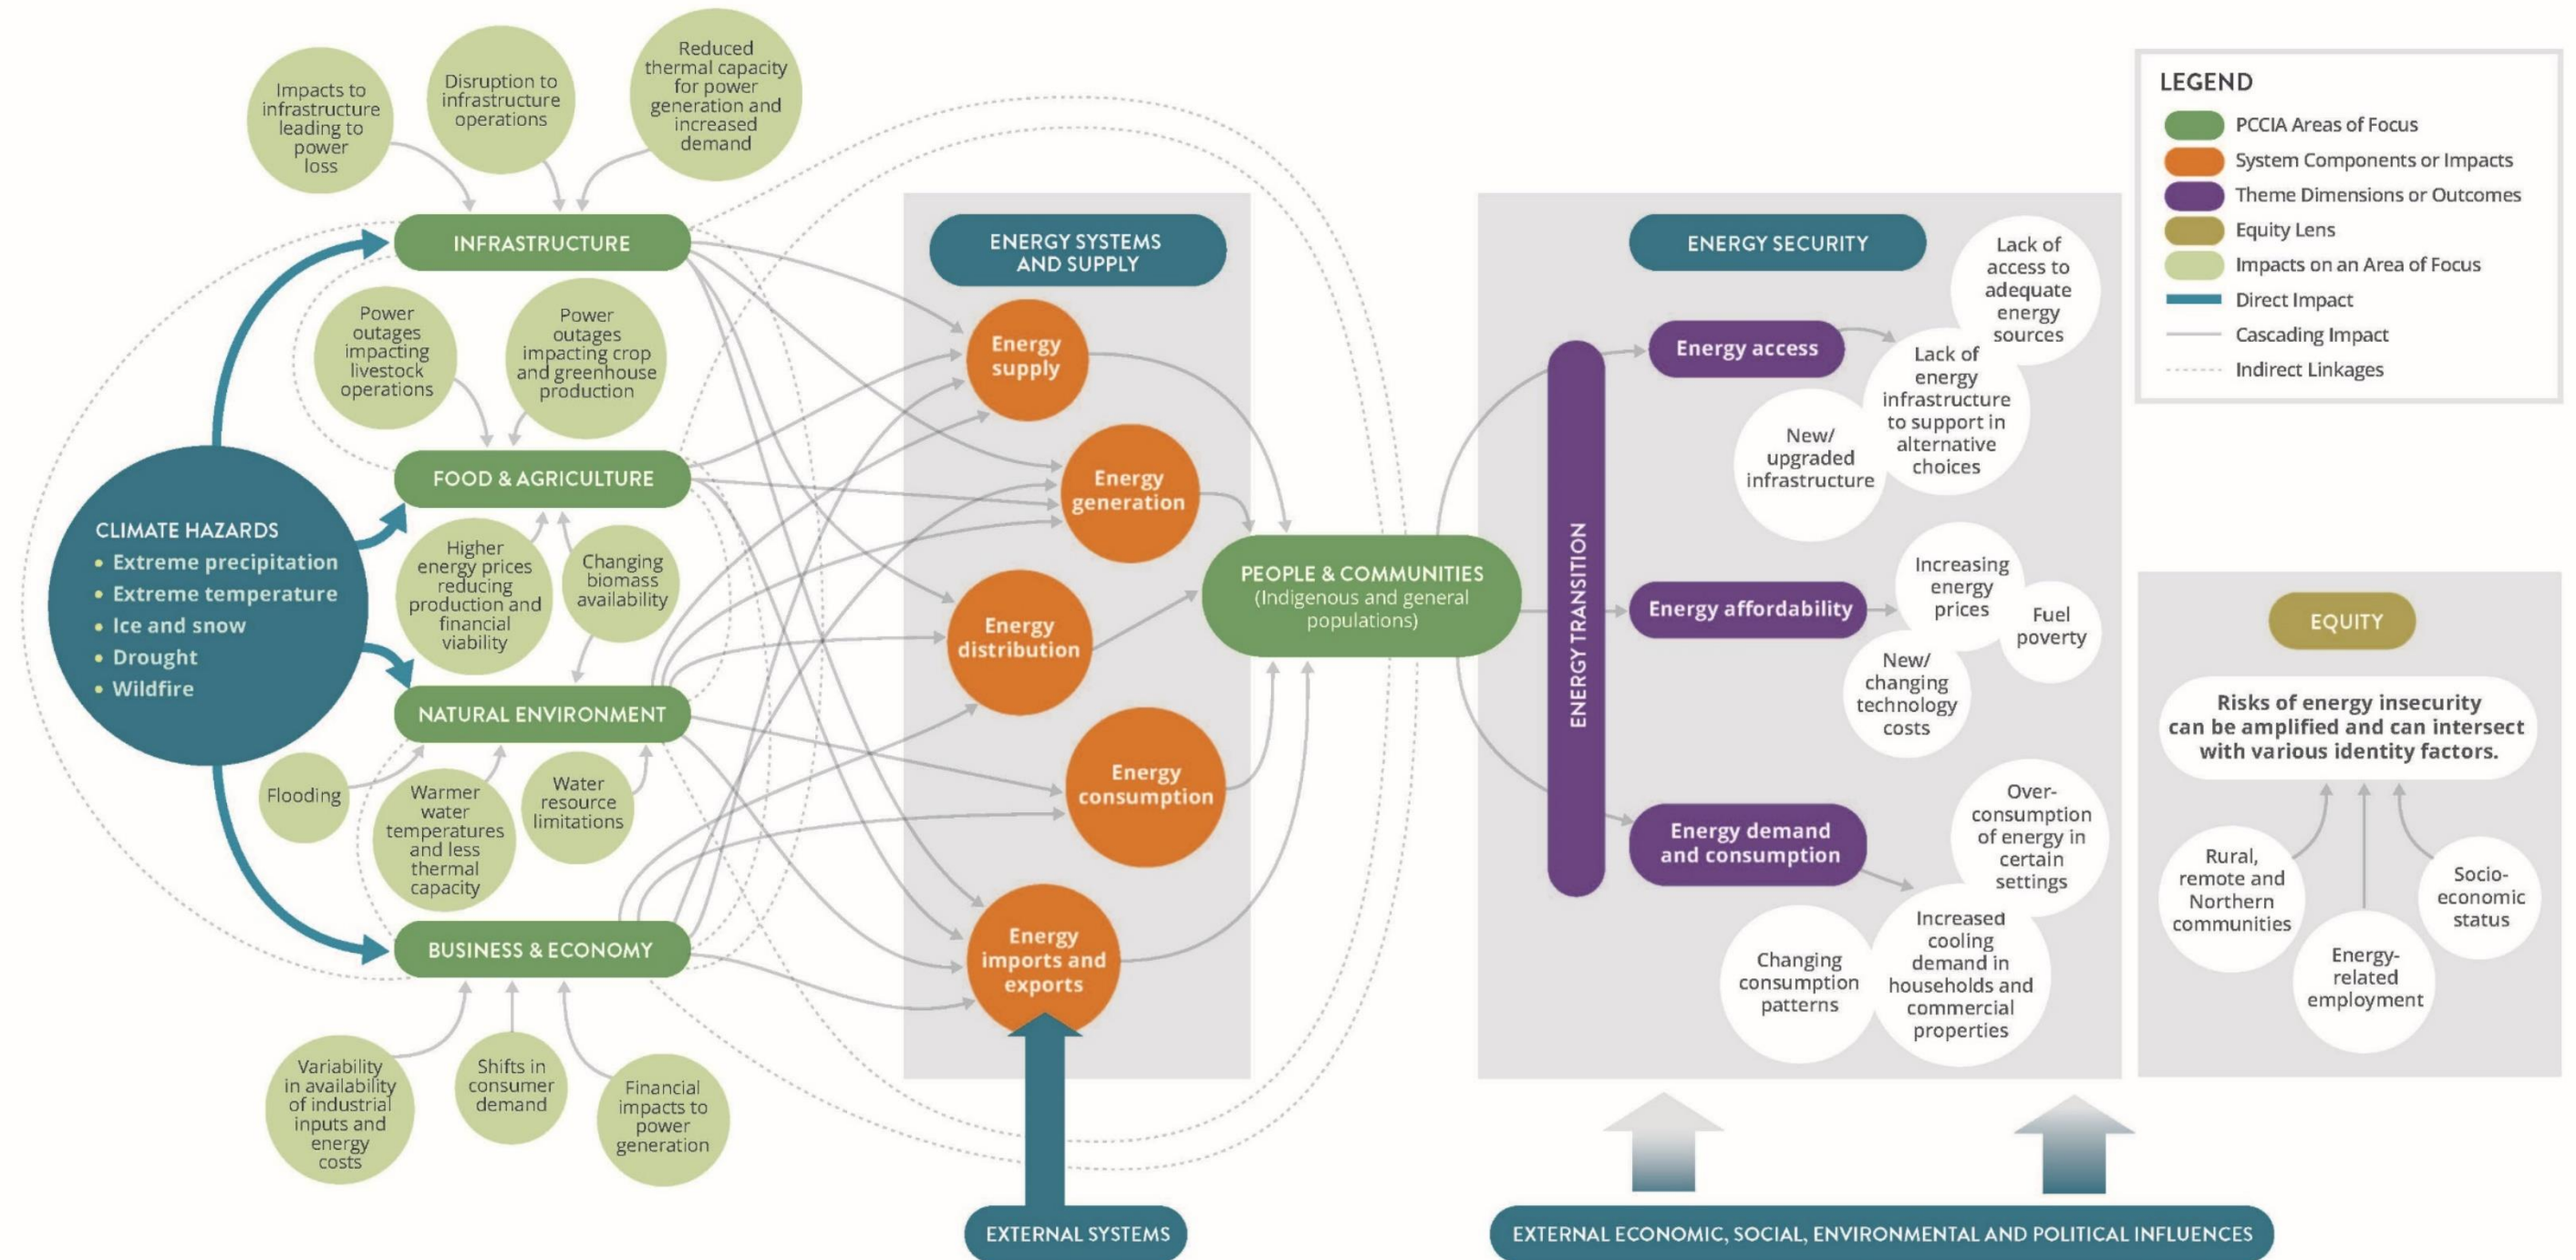 Impacts to
infrastructure
leading to
power
loss
Disruption to
infrastructure
operations
Reduced
thermal capacity
for power
generation and
increased
demand
INFRASTRUCTURE
Power
outages
impacting
livestock
operations
Power
outages
impacting crop
and greenhouse
production
FOOD & AGRICULTURE
CLIMATE HAZARDS
• Extreme precipitation
• Extreme temperature
• Ice and snow
• Drought
• Wildfire
Higher
energy prices
reducing
production and
financial
viability
Changing
biomass
availability
NATURAL ENVIRONMENT
Flooding
Warmer
water
temperatures
and less
thermal
capacity
Water
resource
limitations
BUSINESS & ECONOMY
Variability
in availability
of industrial
inputs and
energy
costs
Shifts in
consumer
demand
Financial
impacts to
power
generation
ENERGY SYSTEMS
AND SUPPLY
Energy
supply
Energy
generation
Energy
distribution
Energy
consumption
Energy
imports and
exports
EXTERNAL SYSTEMS
PEOPLE & COMMUNITIES
(Indigenous and general
populations)
ENERGY SECURITY
ENERGY TRANSITION
Energy access
Lack of
access to
adequate
energy
sources
Lack of
energy
infrastructure
to support in
alternative
choices
New/
upgraded
infrastructure
Energy affordability
Increasing
energy
prices
Fuel
poverty
New/
changing
technology
costs
Energy demand
and consumption
Over-
consumption
of energy in
certain
settings
Increased
cooling
demand in
households and
commercial
properties
Changing
consumption
patterns
EXTERNAL ECONOMIC, SOCIAL, ENVIRONMENTAL AND POLITICAL INFLUENCES
LEGEND
PCCIA Areas of Focus
System Components or Impacts
Theme Dimensions or Outcomes
Equity Lens
Impacts on an Area of Focus
Direct Impact
Cascading Impact
Indirect Linkages
EQUITY
Risks of energy insecurity
can be amplified and can intersect
with various identity factors.
Rural,
remote and
Northern
communities
Energy-
related
employment
Socio-
economic
status